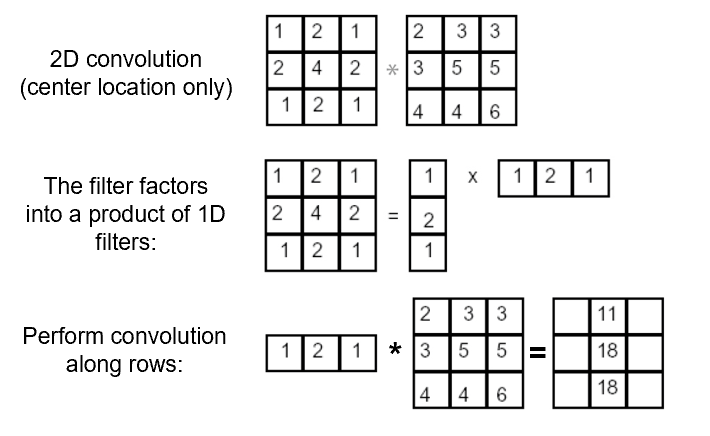 1 2 1 2 3 3
2D convolution
(center location only)
2 4 2 * 3 5 5
1 2 1 4 4 6
The filter factors
into a product of 1D
filters:
1 2 1 1 x 1 2 1
2 4 2 = 2
1 2 1 1
2 3 3 11
Perform convolution
along rows:
1 2 1 * 3 5 5 = 18
4 4 6 18